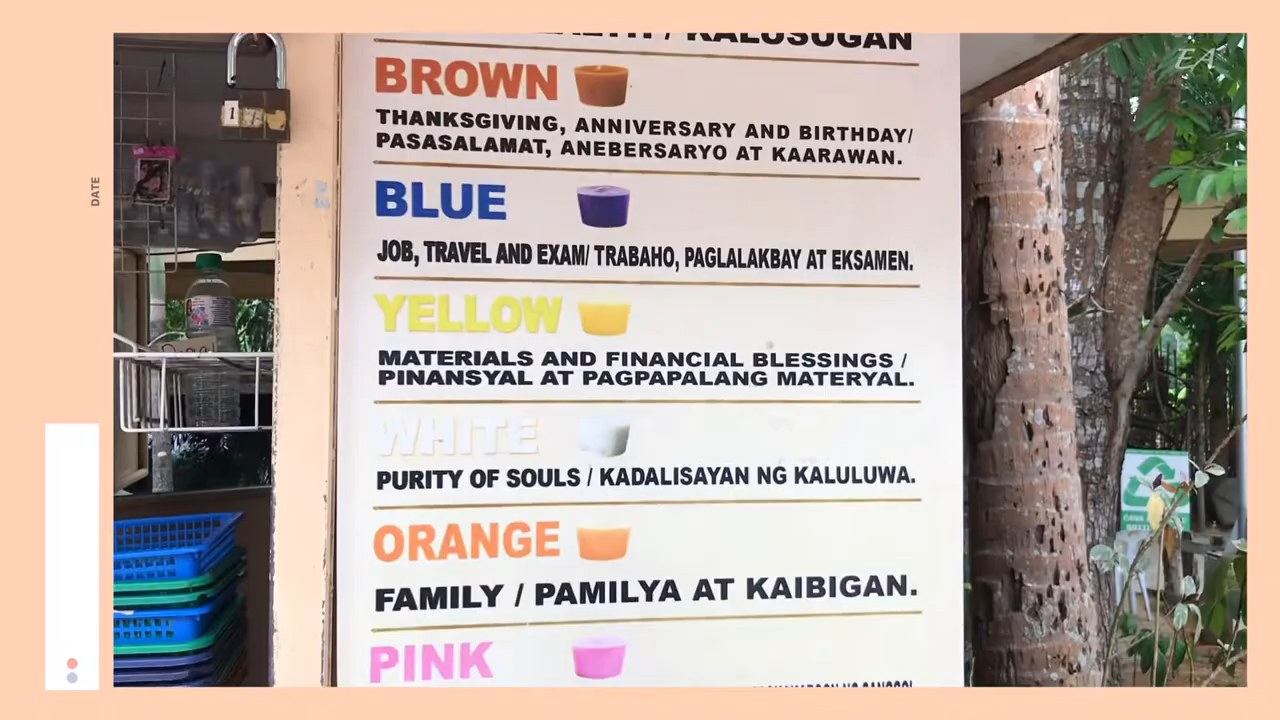 / KALUSUGAN
BROWN
THANKSGIVING, ANNIVERSARY AND BIRTHDAY/
PASASALAMAT, ANEBERSARYO AT KAARAWAN.
BLUE
JOB, TRAVEL AND EXAM/ TRABAHO, PAGLALAKBAY AT EKSAMEN.
YELLOW
MATERIALS AND FINANCIAL BLESSINGS /
PINANSYAL AT PAGPAPALANG MATERYAL.
WHITE
PURITY OF SOULS / KADALISAYAN NG KALULUWA.
ORANGE
FAMILY / PAMILYA AT KAIBIGAN.
PINK
DATE
EA